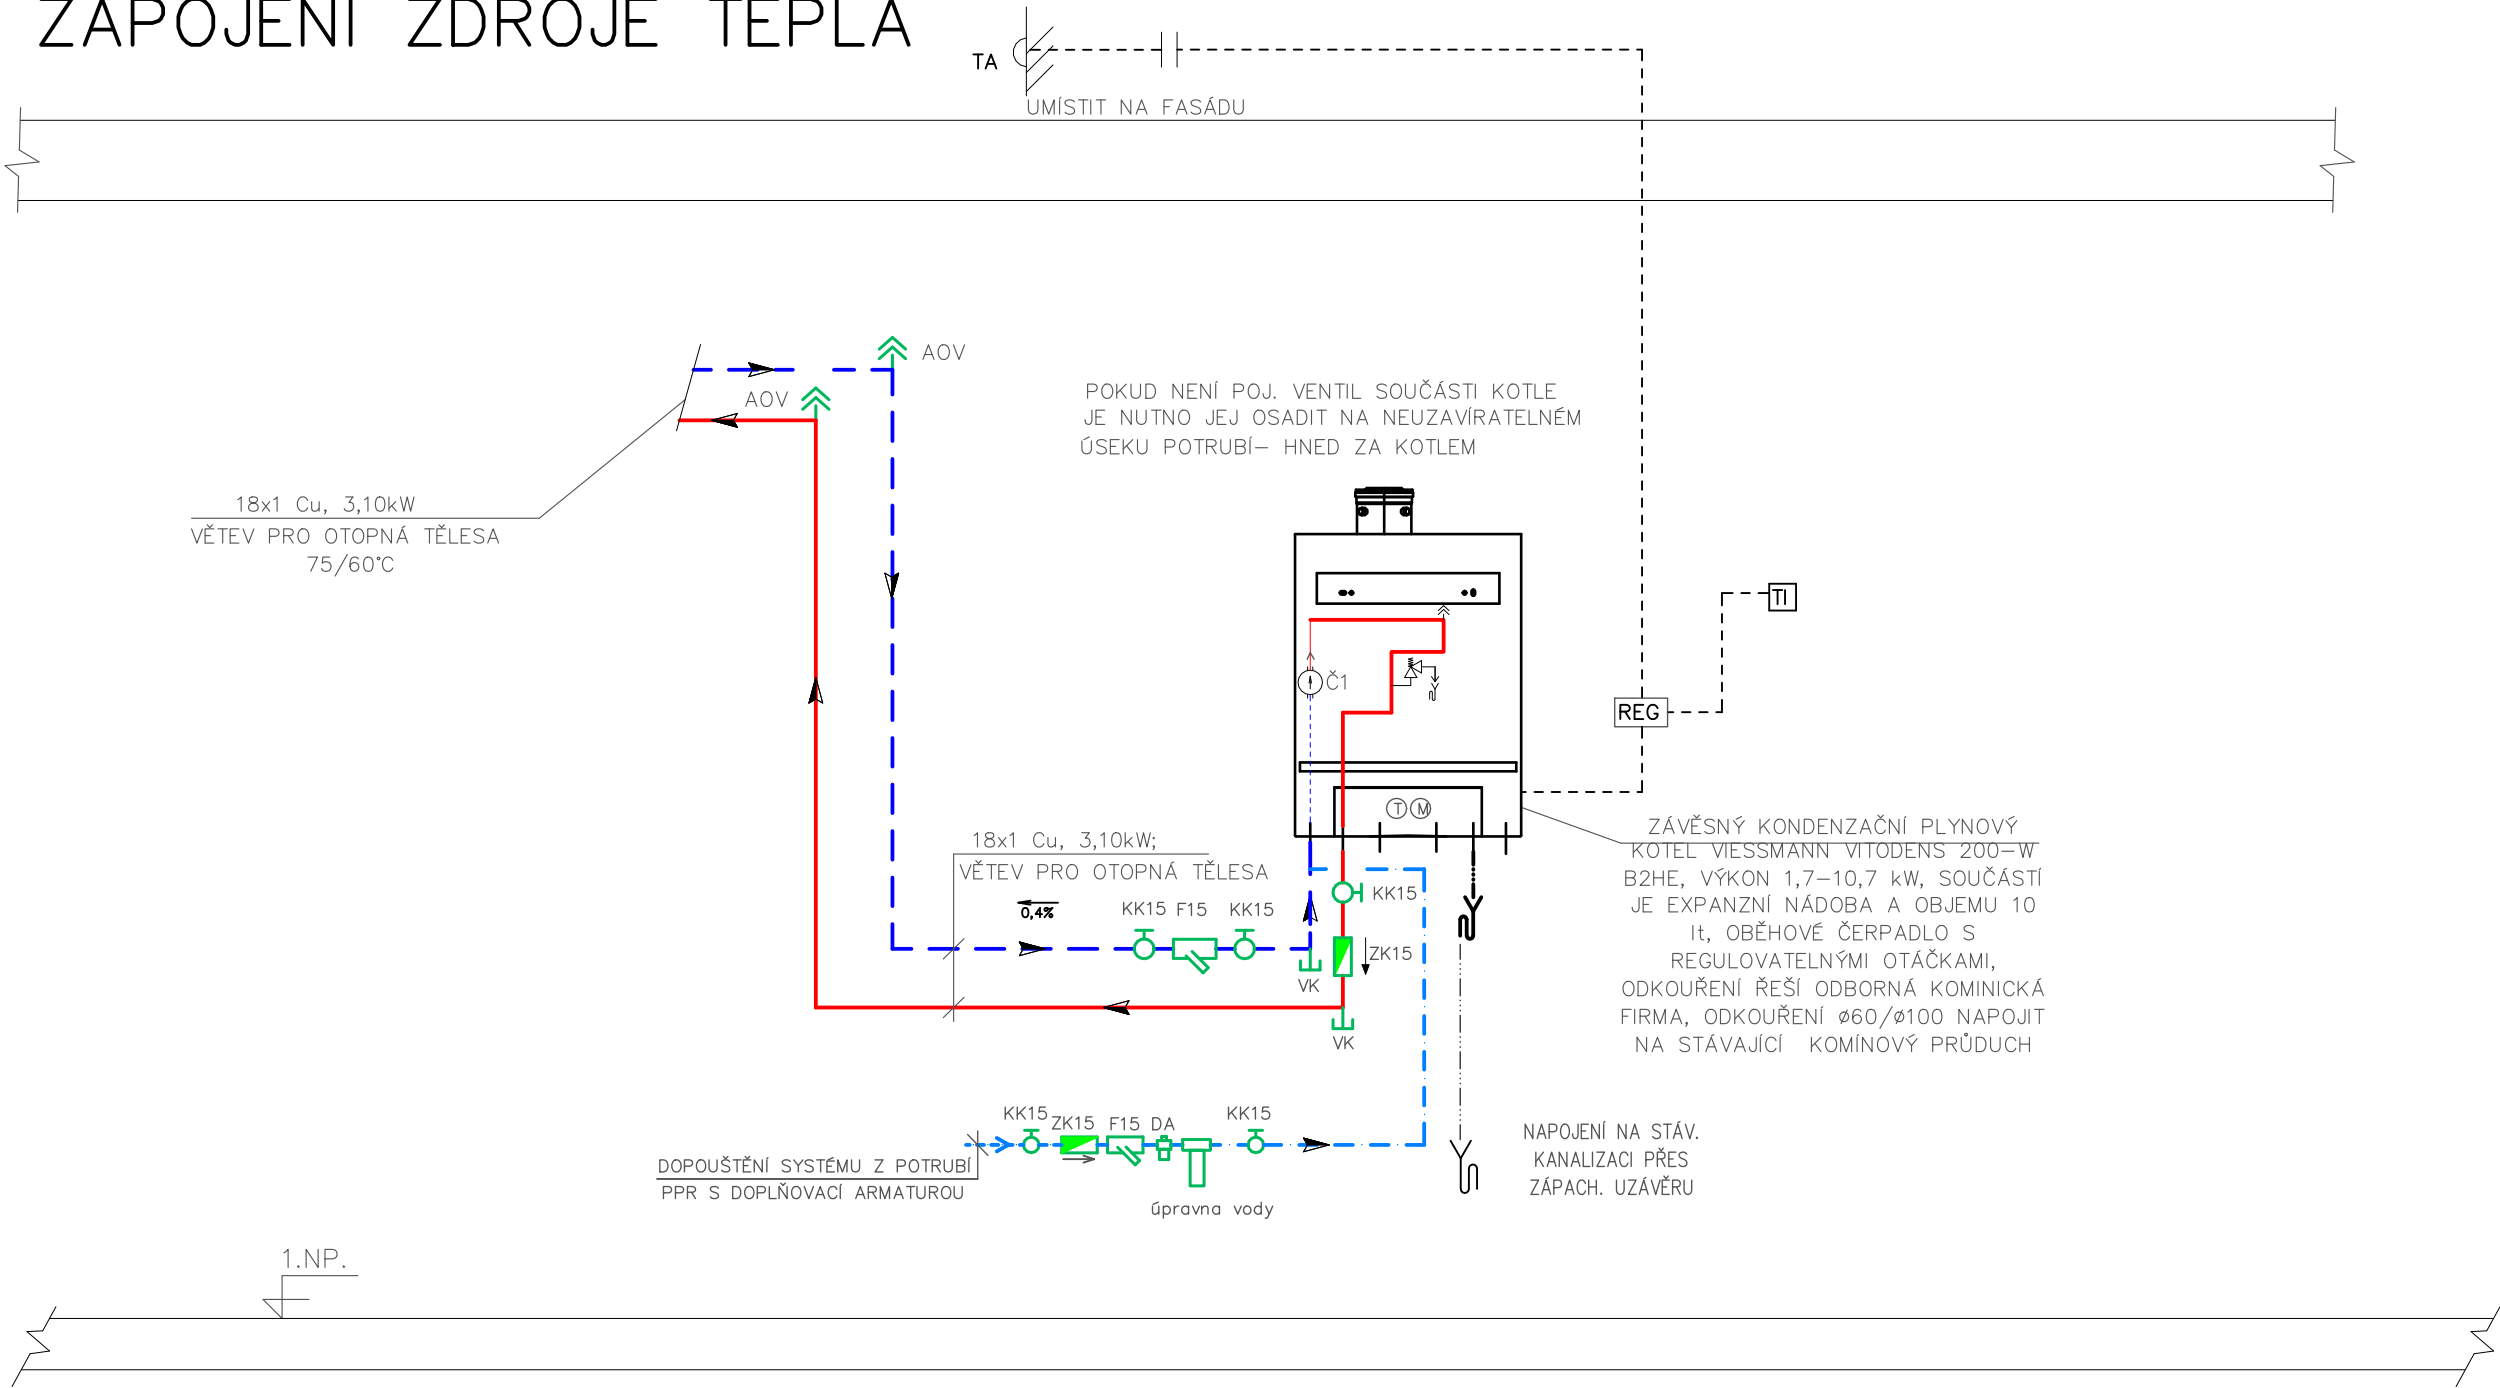 ZAPOJENÍ ZDROJE TEPLA
TA
UMÍSTIT NA FASÁDU
AOV
AOV
POKUD NENÍ POJ. VENTIL SOUČÁSTI KOTLE
JE NUTNO JEJ OSADIT NA NEUZAVÍRATELNÉM
ÚSEKU POTRUBÍ- HNED ZA KOTLEM
18x1 Cu, 3,10kW
VĚTEV PRO OTOPNÁ TĚLESA
75/60°C
TI
Č1
REG
T M
18x1 Cu, 3,10kW;
VĚTEV PRO OTOPNÁ TĚLESA
0,4%
KK15 F15 KK15
KK15
ZK15
VK
VK
ZÁVĚSNÝ KONDENZAČNÍ PLYNOVÝ
KOTEL VIESSMANN VITODENS 200-W
B2HE, VÝKON 1,7-10,7 kW, SOUČÁSTÍ
JE EXPANZNÍ NÁDOBA A OBJEMU 10
lt, OBĚHOVÉ ČERPADLO S
REGULOVATELNÝMI OTÁČKAMI,
ODKOUŘENÍ ŘEŠÍ ODBORNÁ KOMINICKÁ
FIRMA, ODKOUŘENÍ ø60/ø100 NAPOJIT
NA STÁVAJÍCÍ KOMÍNOVÝ PRŮDUCH
KK15 ZK15 F15 DA KK15
DOPOUŠTĚNÍ SYSTÉMU Z POTRUBÍ
PPR S DOPLŇOVACÍ ARMATUROU
úpravna vody
NAPOJENÍ NA STÁV.
KANALIZACI PŘES
ZÁPACH. UZÁVĚRU
1.NP.